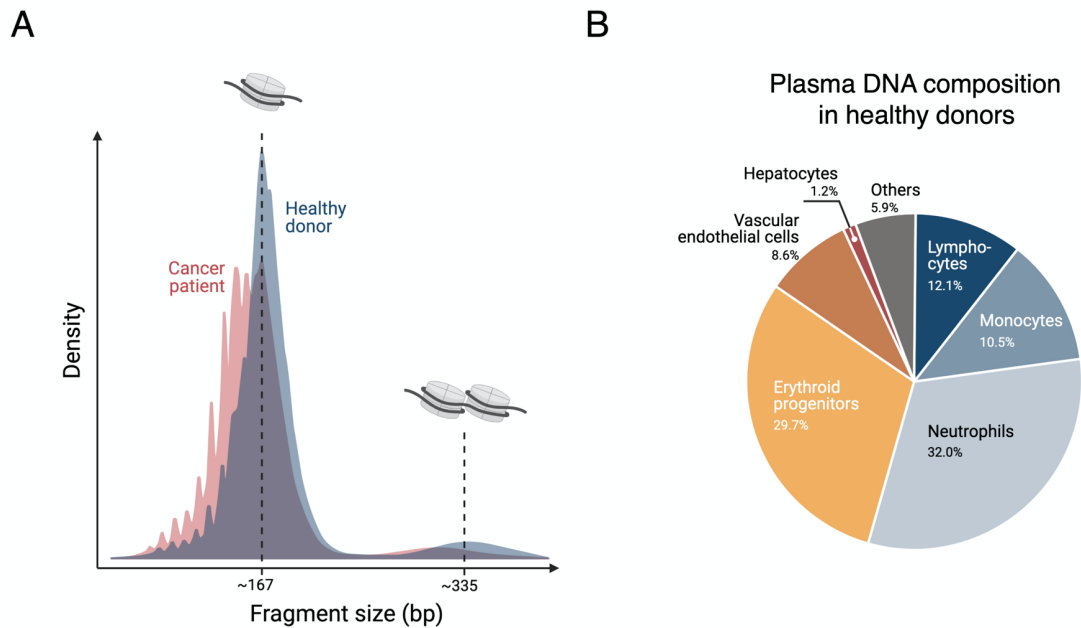 A
Healthy
donor
Cancer
patient
Density
~167
~335
Fragment size (bp)
B
Plasma DNA composition
in healthy donors
Hepatocytes
1.2%
Others
5.9%
Vascular
endothelial cells
8.6%
Lympho-
cytes
12.1%
Monocytes
10.5%
Erythroid
progenitors
29.7%
Neutrophils
32.0%